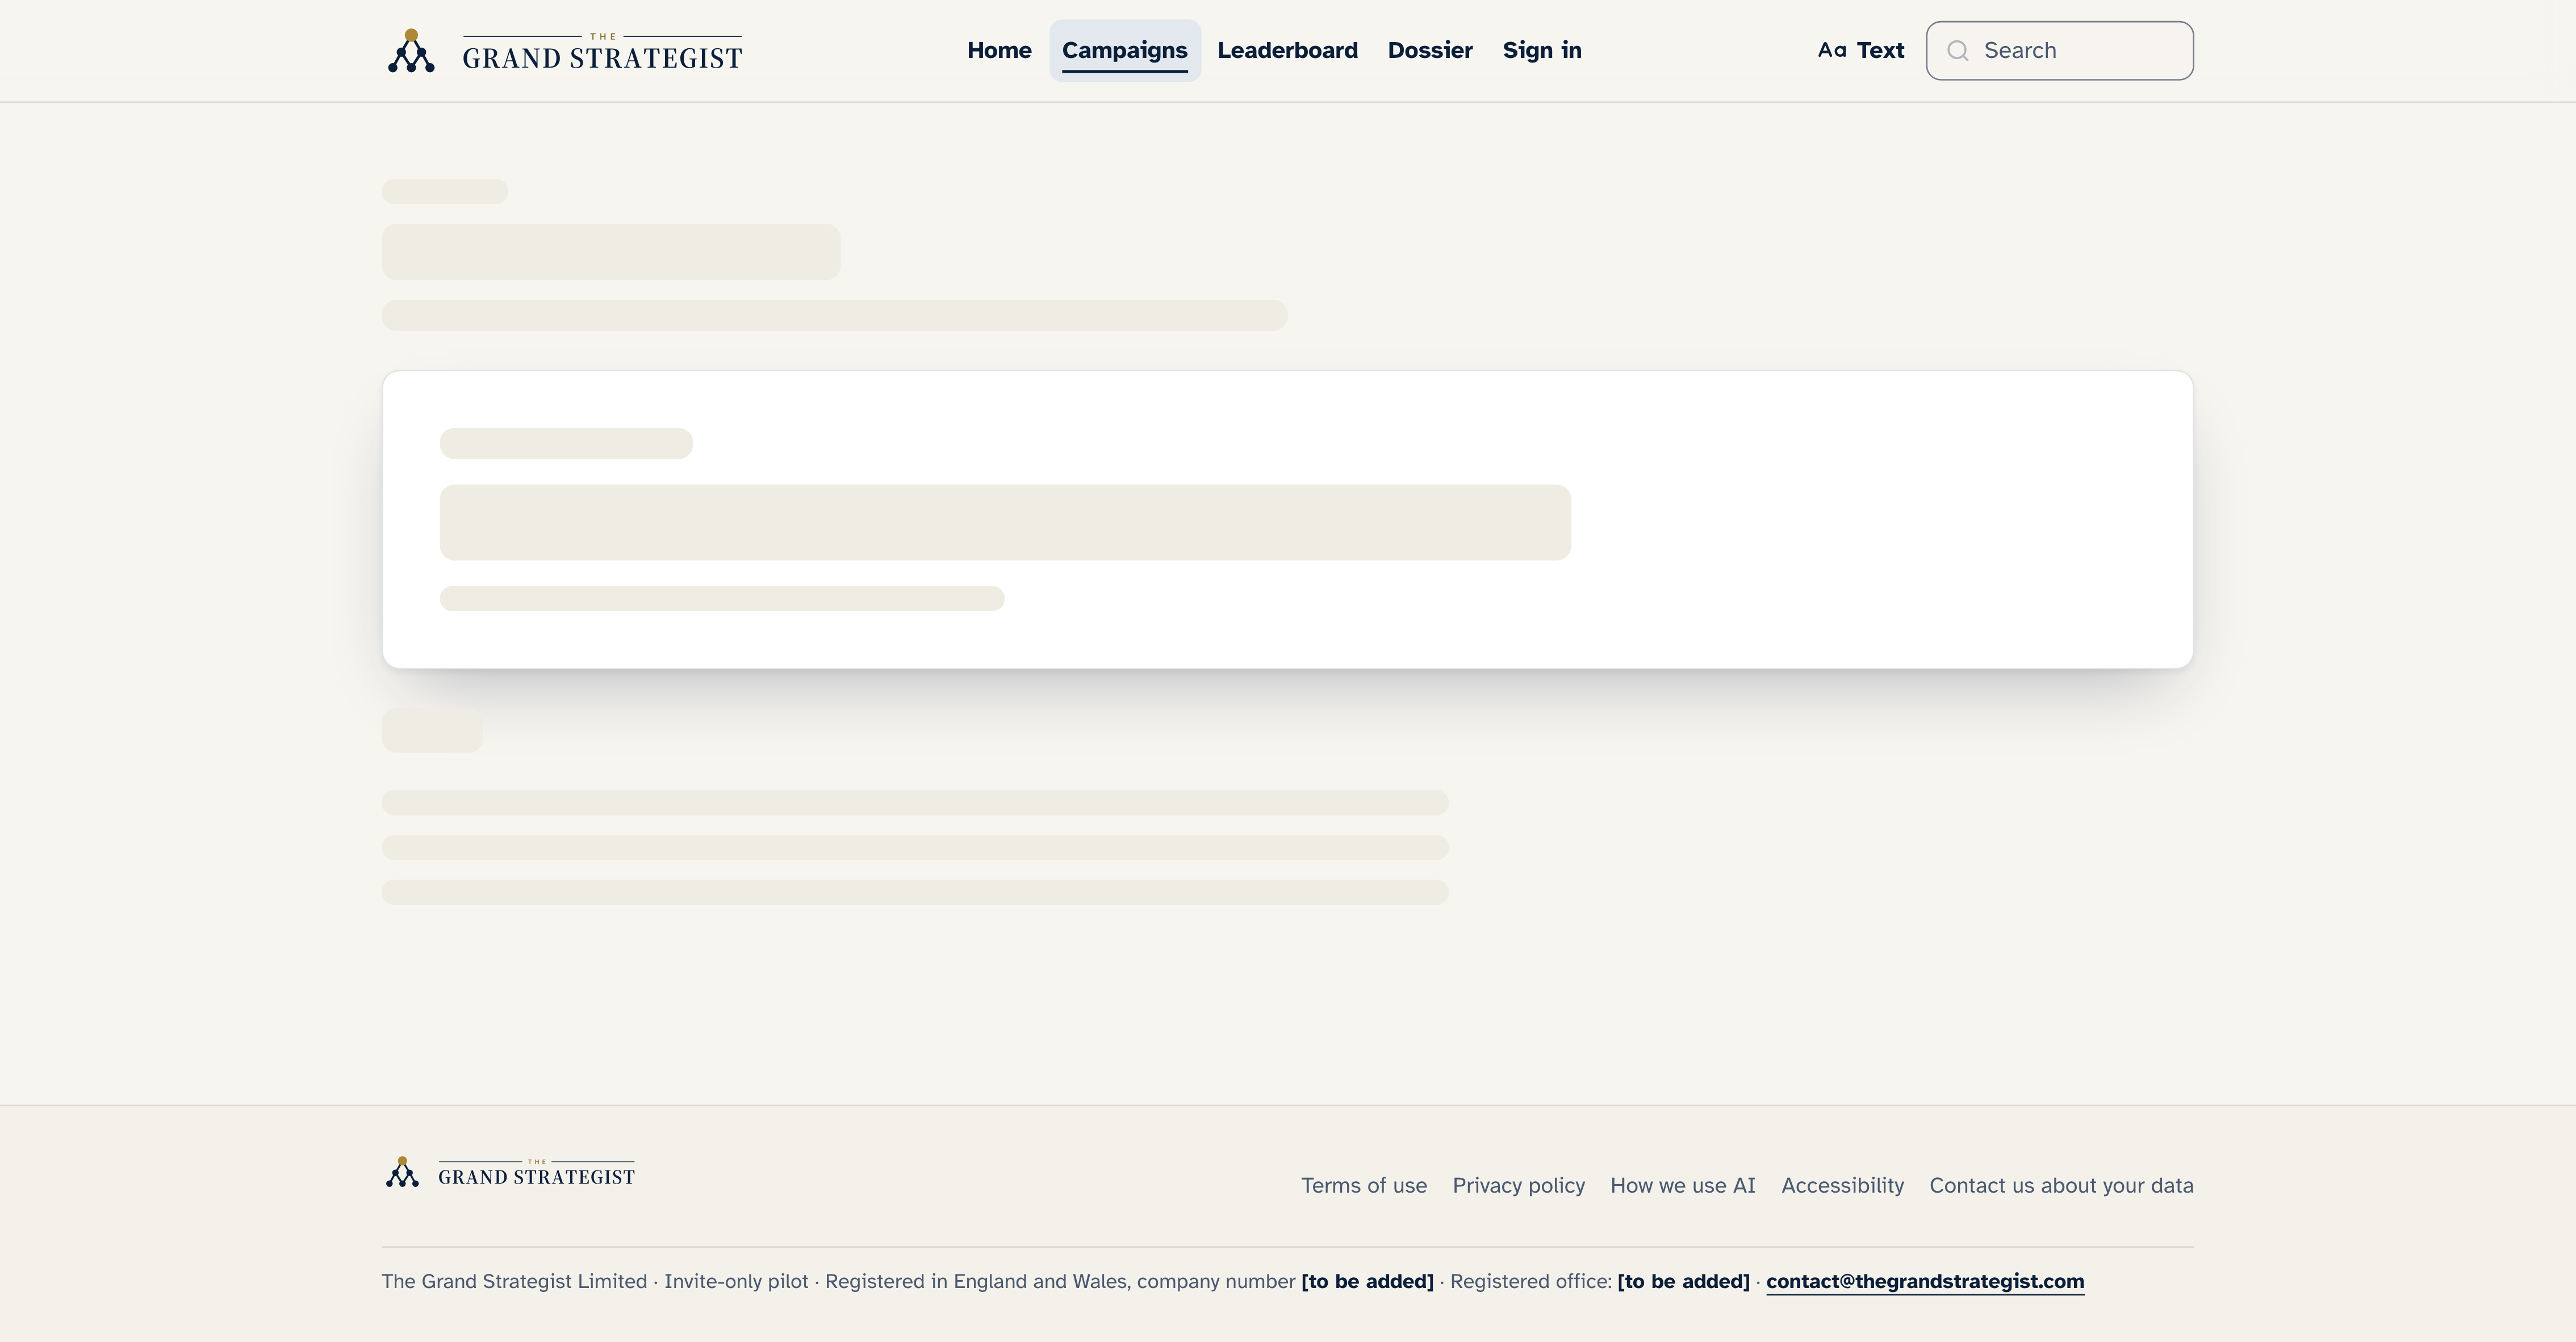 THE
GRAND STRATEGIST
Home Campaigns Leaderboard Dossier Sign in
Aa Text Search
THE
GRAND STRATEGIST
Terms of use Privacy policy How we use AI Accessibility Contact us about your data
The Grand Strategist Limited · Invite-only pilot · Registered in England and Wales, company number [to be added] · Registered office: [to be added] · contact@thegrandstrategist.com